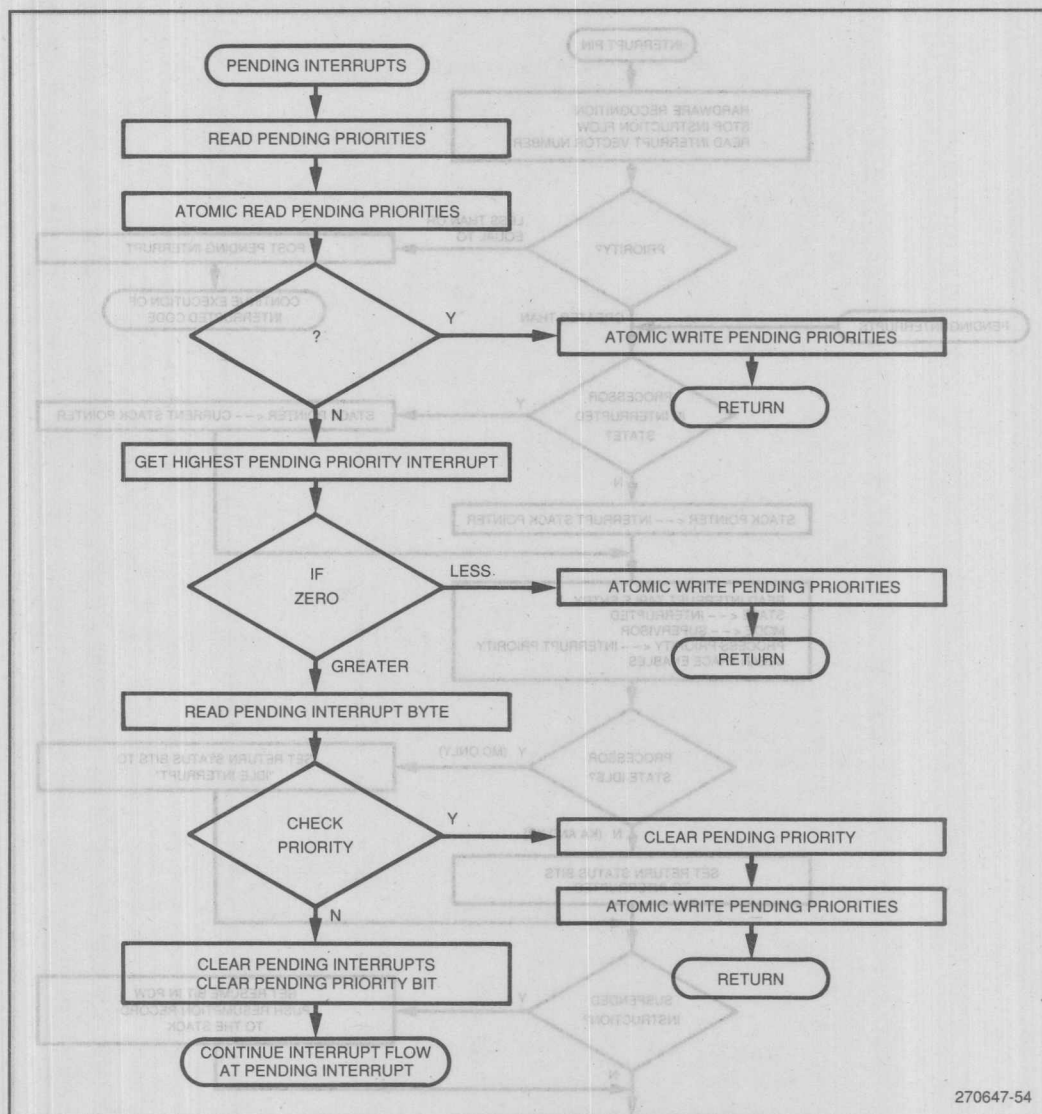 PENDING INTERRUPTS
READ PENDING PRIORITIES
ATOMIC READ PENDING PRIORITIES
?
Y
ATOMIC WRITE PENDING PRIORITIES
RETURN
N
GET HIGHEST PENDING PRIORITY INTERRUPT
IF
ZERO
LESS
ATOMIC WRITE PENDING PRIORITIES
RETURN
GREATER
READ PENDING INTERRUPT BYTE
CHECK
PRIORITY
Y
CLEAR PENDING PRIORITY
ATOMIC WRITE PENDING PRIORITIES
RETURN
N
CLEAR PENDING INTERRUPTS
CLEAR PENDING PRIORITY BIT
CONTINUE INTERRUPT FLOW
AT PENDING INTERRUPT
270647-54